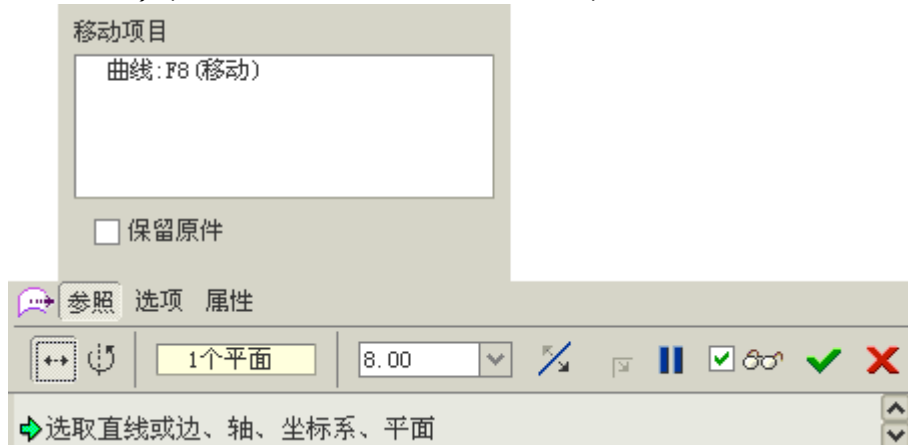 移动项目
曲线:F8(移动)
保留原件
参照 选项 属性
1个平面 8.00
选取直线或边、轴、坐标系、平面